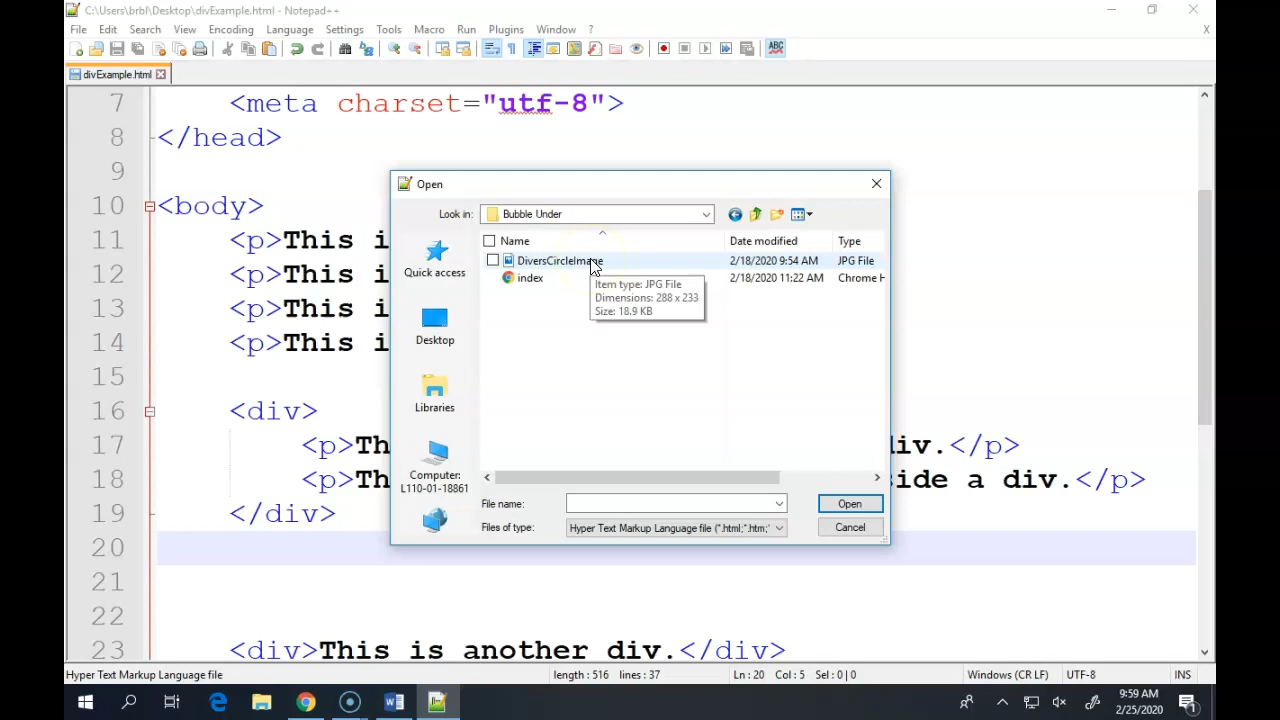 C:\Users\brbl\Desktop\divExample.html - Notepad++
File Edit Search View Encoding Language Settings Tools Macro Run Plugins Window ? X
ABC
divExample.html
7 <meta charset="utf-8">
8 </head>
9
10 <body>
11 <p>This i
12 <p>This i
13 <p>This i
14 <p>This i
15
16 <div>
17 <p>Th div.</p>
18 <p>Th side a div.</p>
19 </div>
20
21
22
23 <div>This is another div.</div>
Open
Look in: Bubble Under
Name Date modified Type
DiversCircleImage 2/18/2020 9:54 AM JPG File
index 2/18/2020 11:22 AM Chrome H
Item type: JPG File
Dimensions: 288 x 233
Size: 18.9 KB
Quick access
Desktop
Libraries
Computer:
L110-01-18861
File name: Open
Files of type: Hyper Text Markup Language file (*.html;*.htm;* Cancel
Hyper Text Markup Language file length : 516 lines : 37 Ln : 20 Col : 5 Sel : 0 | 0 Windows (CR LF) UTF-8 INS
9:59 AM
2/25/2020
1